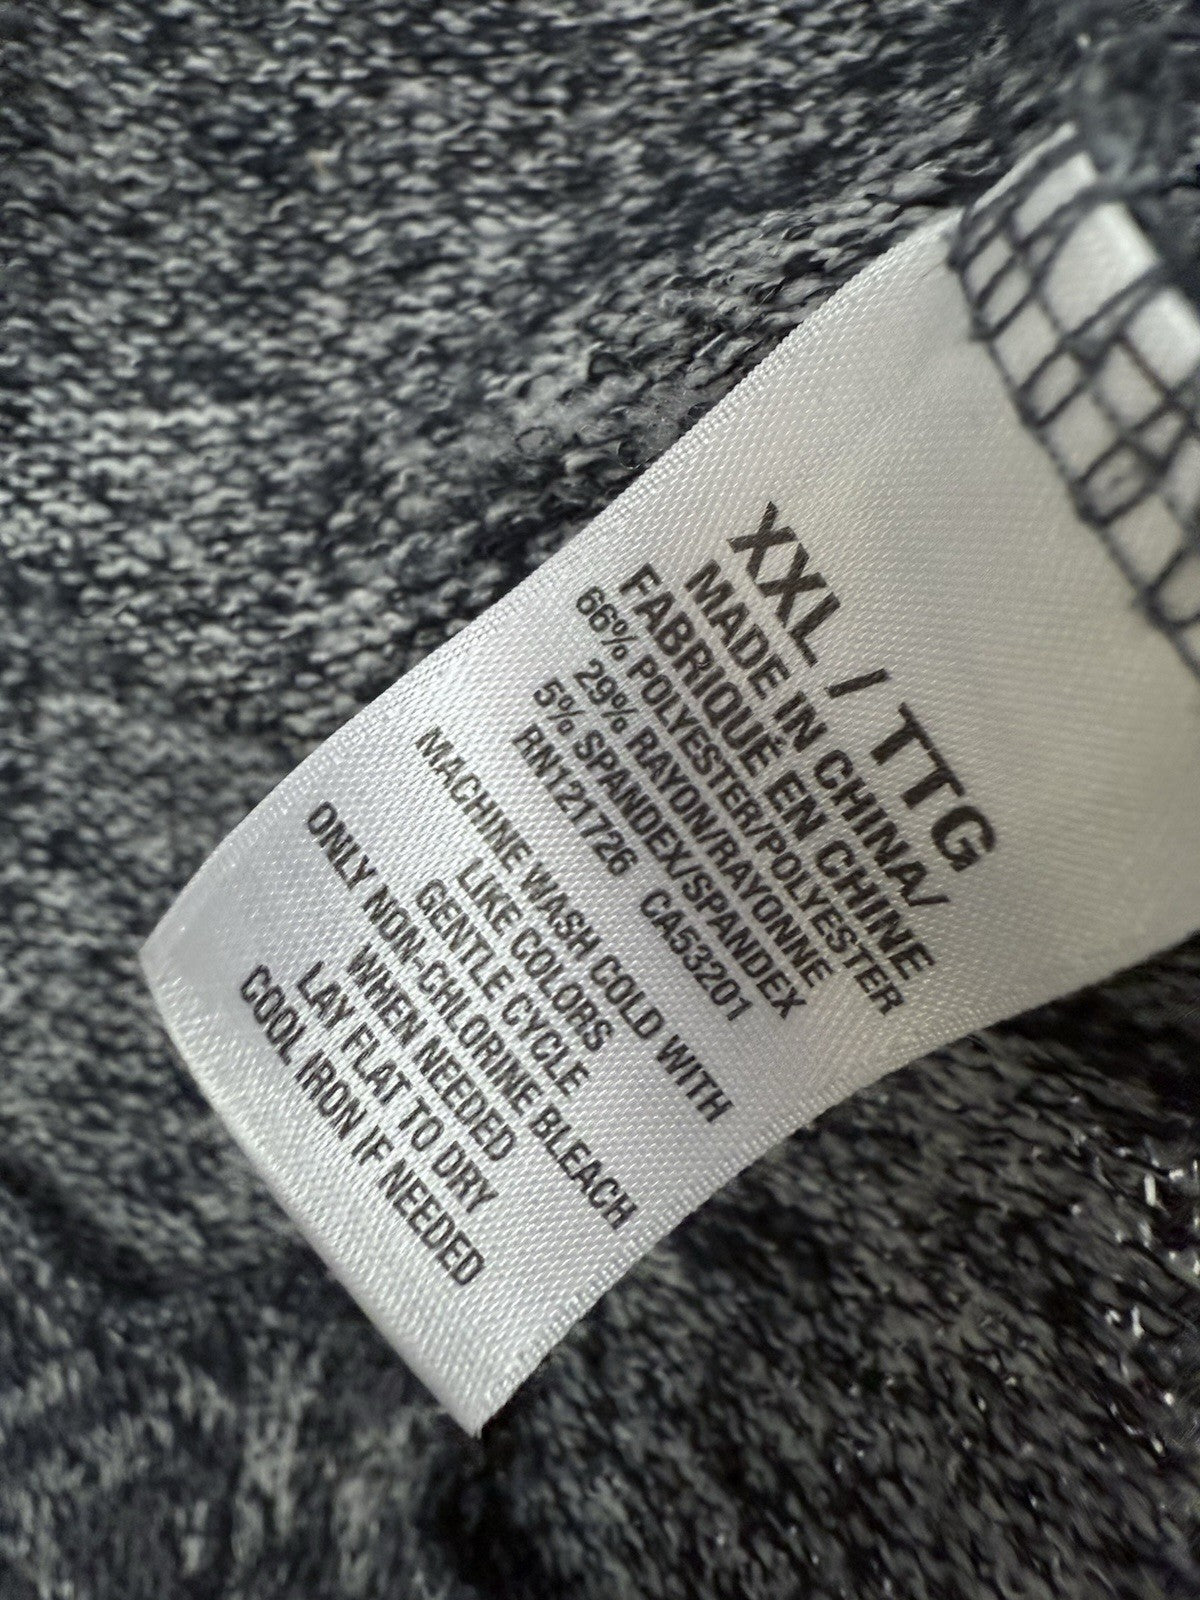 XXL / TTG
MADE IN CHINA/
FABRIQUÉ EN CHINE
66% POLYESTER/POLYESTER
29% RAYON/RAYONNE
5% SPANDEX/SPANDEX
RN121726 CA53201
MACHINE WASH COLD WITH
LIKE COLORS
GENTLE CYCLE
ONLY NON-CHLORINE BLEACH
WHEN NEEDED
LAY FLAT TO DRY
COOL IRON IF NEEDED